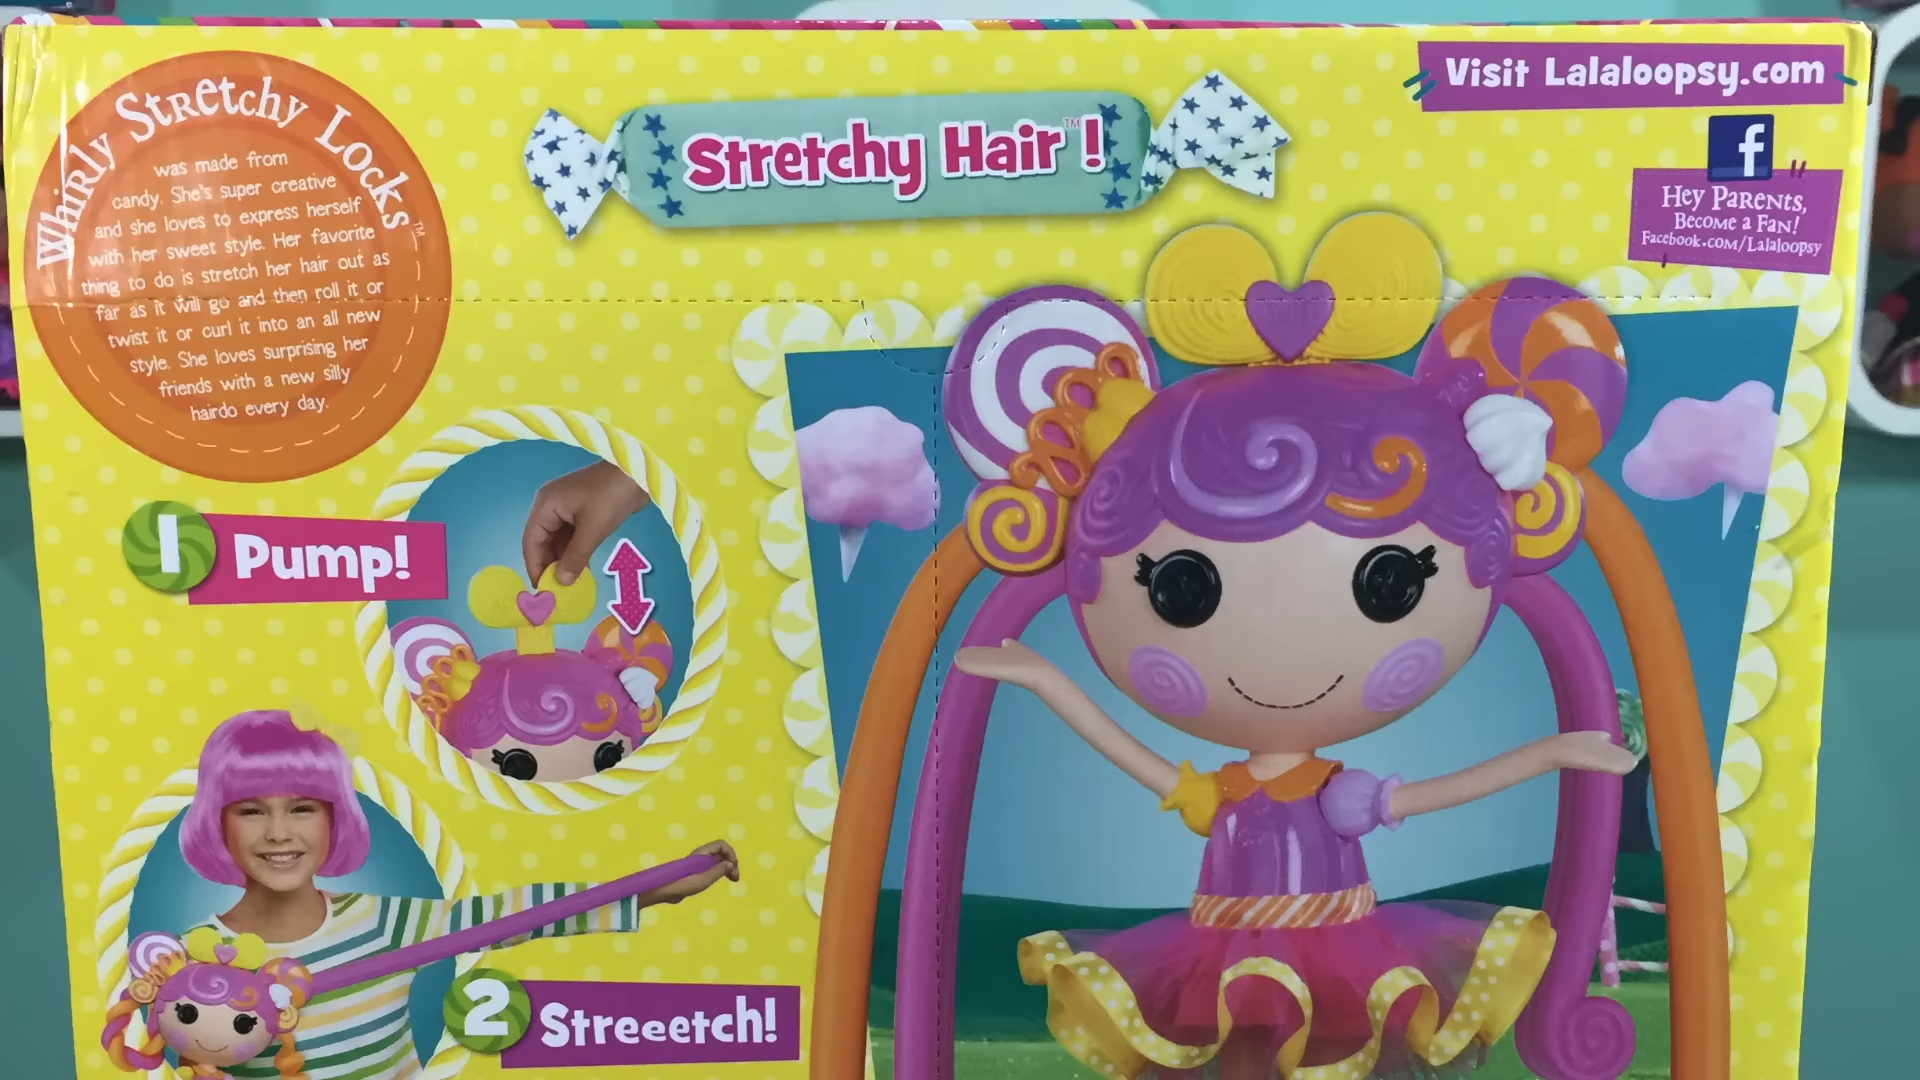 Whirly Stretchy Locks™
was made from
candy. She's super creative
and she loves to express herself
with her sweet style. Her favorite
thing to do is stretch her hair out as
far as it will go and then roll it or
twist it or curl it into an all new
style. She loves surprising her
friends with a new silly
hairdo every day.
Stretchy Hair™!
Visit Lalaloopsy.com
f
Hey Parents,
Become a Fan!
Facebook.com/Lalaloopsy
1 Pump!
2 Streeetch!